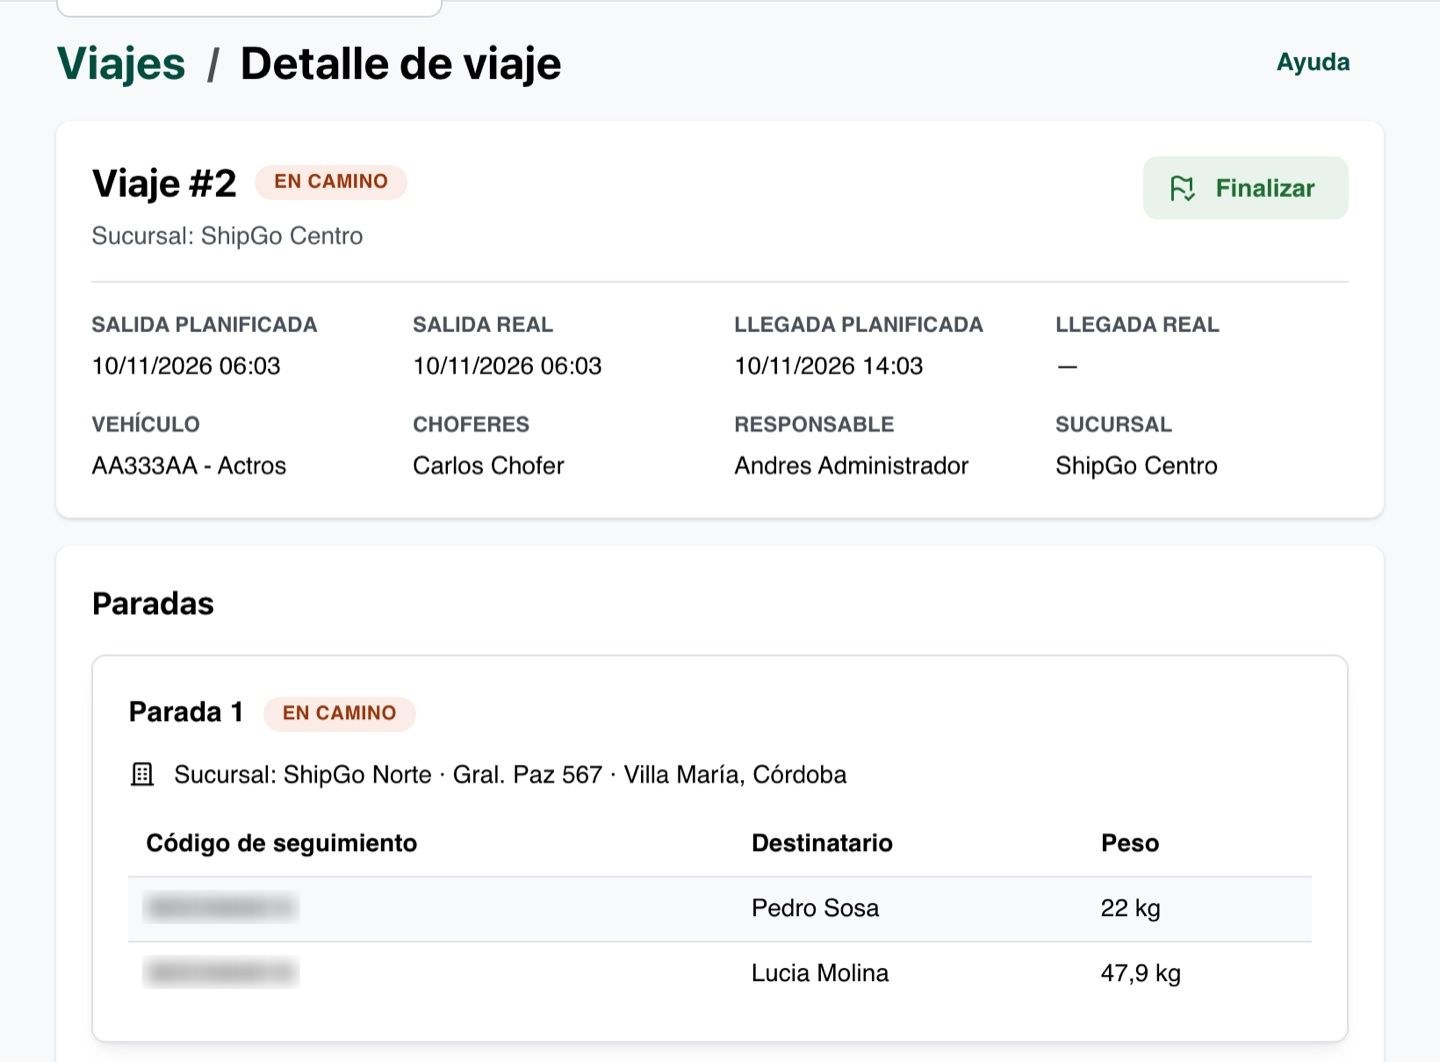 Viajes / Detalle de viaje
Ayuda
Viaje #2 EN CAMINO
Finalizar
Sucursal: ShipGo Centro
SALIDA PLANIFICADA SALIDA REAL LLEGADA PLANIFICADA LLEGADA REAL
10/11/2026 06:03 10/11/2026 06:03 10/11/2026 14:03 —
VEHÍCULO CHOFERES RESPONSABLE SUCURSAL
AA333AA - Actros Carlos Chofer Andres Administrador ShipGo Centro
Paradas
Parada 1 EN CAMINO
Sucursal: ShipGo Norte · Gral. Paz 567 · Villa María, Córdoba
Código de seguimiento Destinatario Peso
Pedro Sosa 22 kg
Lucia Molina 47,9 kg